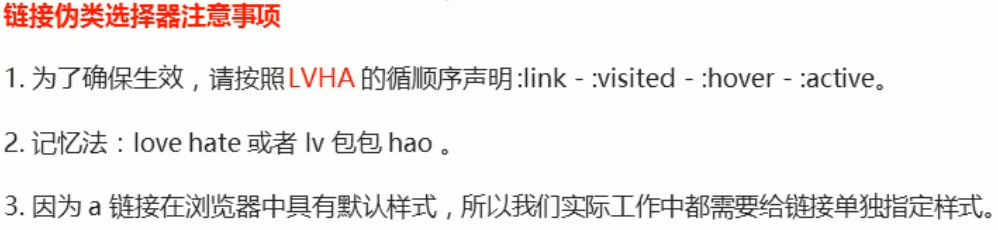 链接伪类选择器注意事项
1. 为了确保生效，请按照LVHA 的循顺序声明:link - :visited - :hover - :active。
2. 记忆法：love hate 或者 lv 包包 hao 。
3. 因为 a 链接在浏览器中具有默认样式，所以我们实际工作中都需要给链接单独指定样式。